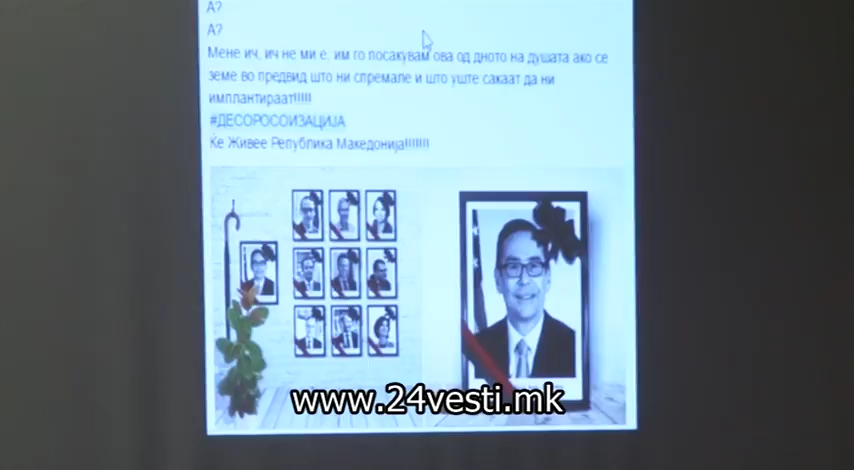 А?
А?
Мене ич, ич не ми е, им го посакувам ова од дното на душата ако се
земе во предвид што ни спремале и што уште сакаат да ни
имплантираат!!!!!
#ДЕСОРОСОИЗАЦИЈА
Ќе Живее Република Македонија!!!!!!!
www.24vesti.mk